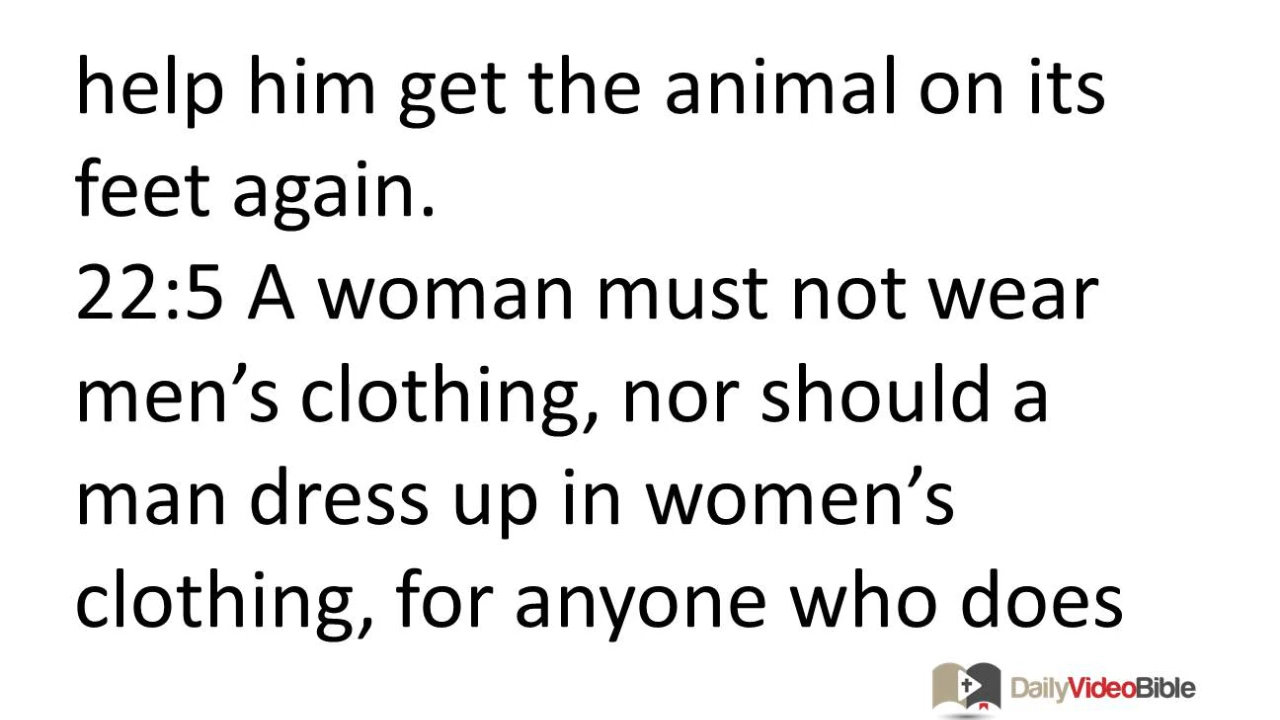 help him get the animal on its
feet again.
22:5 A woman must not wear
men’s clothing, nor should a
man dress up in women’s
clothing, for anyone who does
DailyVideoBible